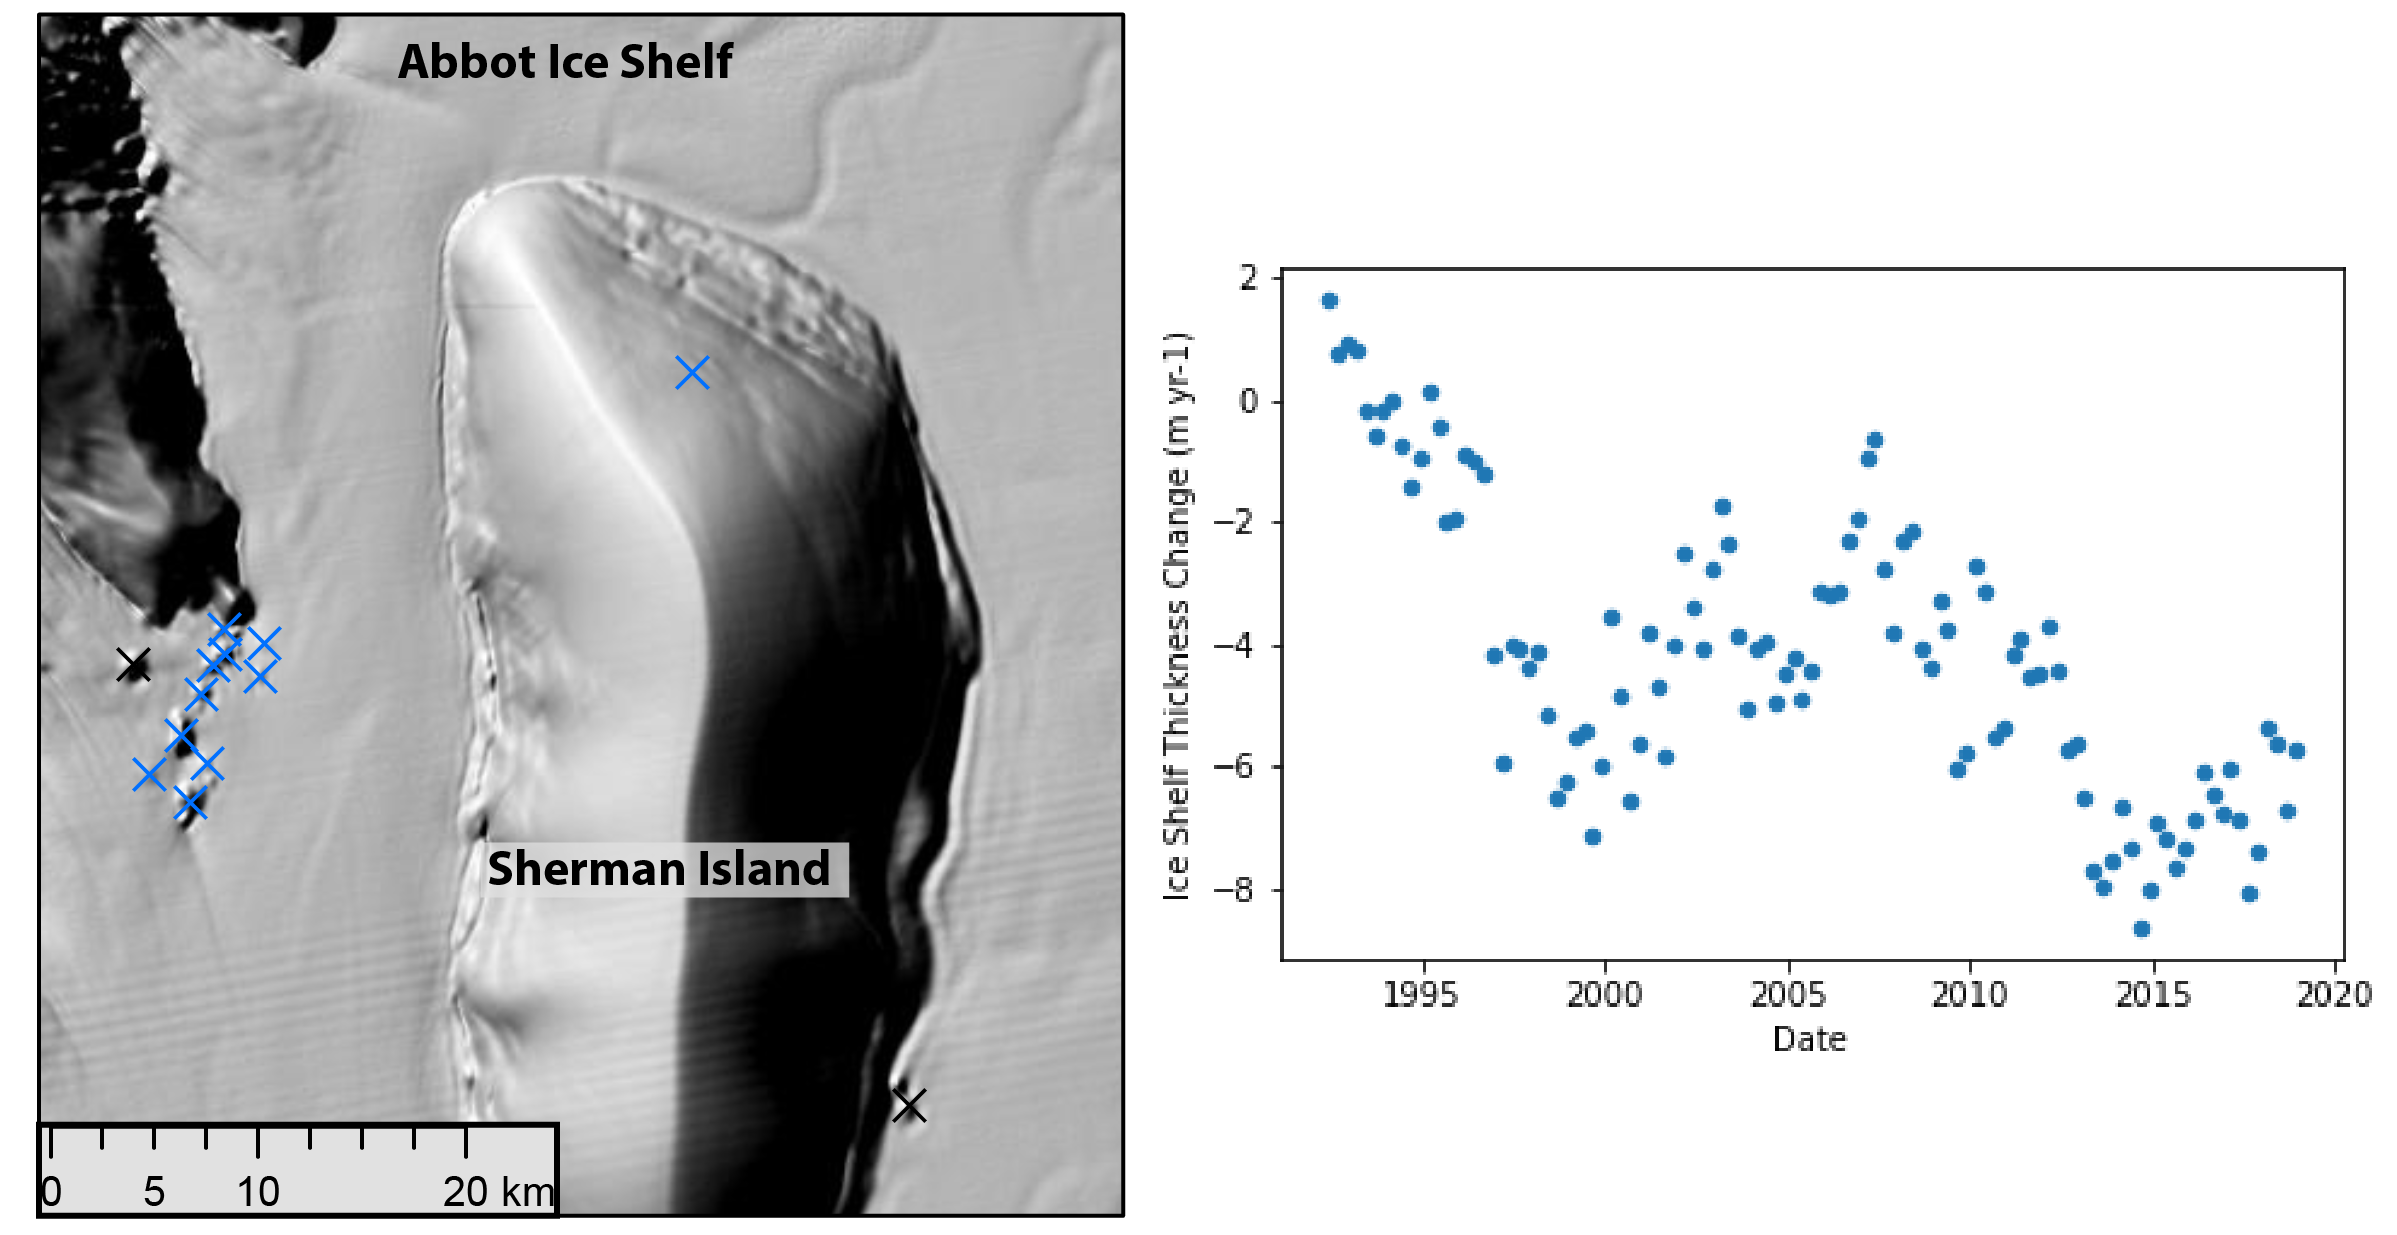 Abbot Ice Shelf
Sherman Island
0 5 10 20 km
Ice Shelf Thickness Change (m yr-1)
2
0
−2
−4
−6
−8
1995 2000 2005 2010 2015 2020
Date